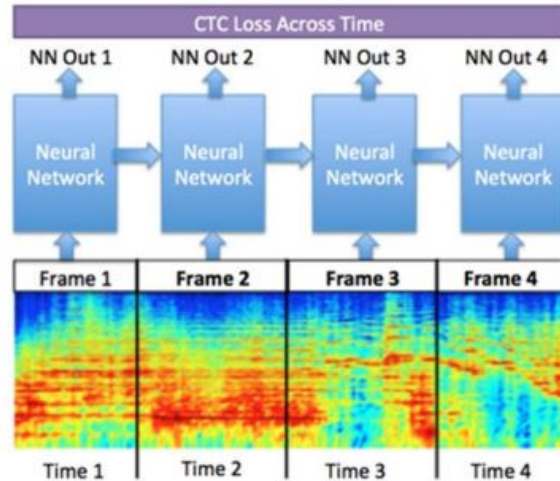 CTC Loss Across Time
NN Out 1 NN Out 2 NN Out 3 NN Out 4
Neural Network Neural Network Neural Network Neural Network
Frame 1 Frame 2 Frame 3 Frame 4
Time 1 Time 2 Time 3 Time 4